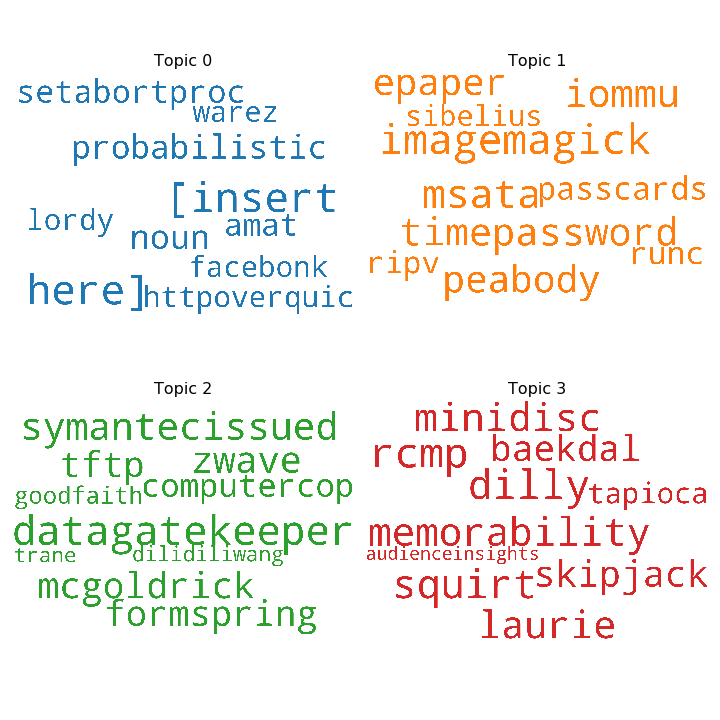 Topic 0
setabortproc
warez
probabilistic
[insert
lordy
amat
noun
facebonk
here]
httpoverquic
Topic 1
epaper
iommu
sibelius
imagemagick
msata
passcards
timepassword
runc
ripv
peabody
Topic 2
symantecissued
zwave
tftp
computercop
goodfaith
datagatekeeper
trane
dilidiliwang
mcgoldrick
formspring
Topic 3
minidisc
rcmp
baekdal
dilly
tapioca
memorability
audienceinsights
squirt
skipjack
laurie